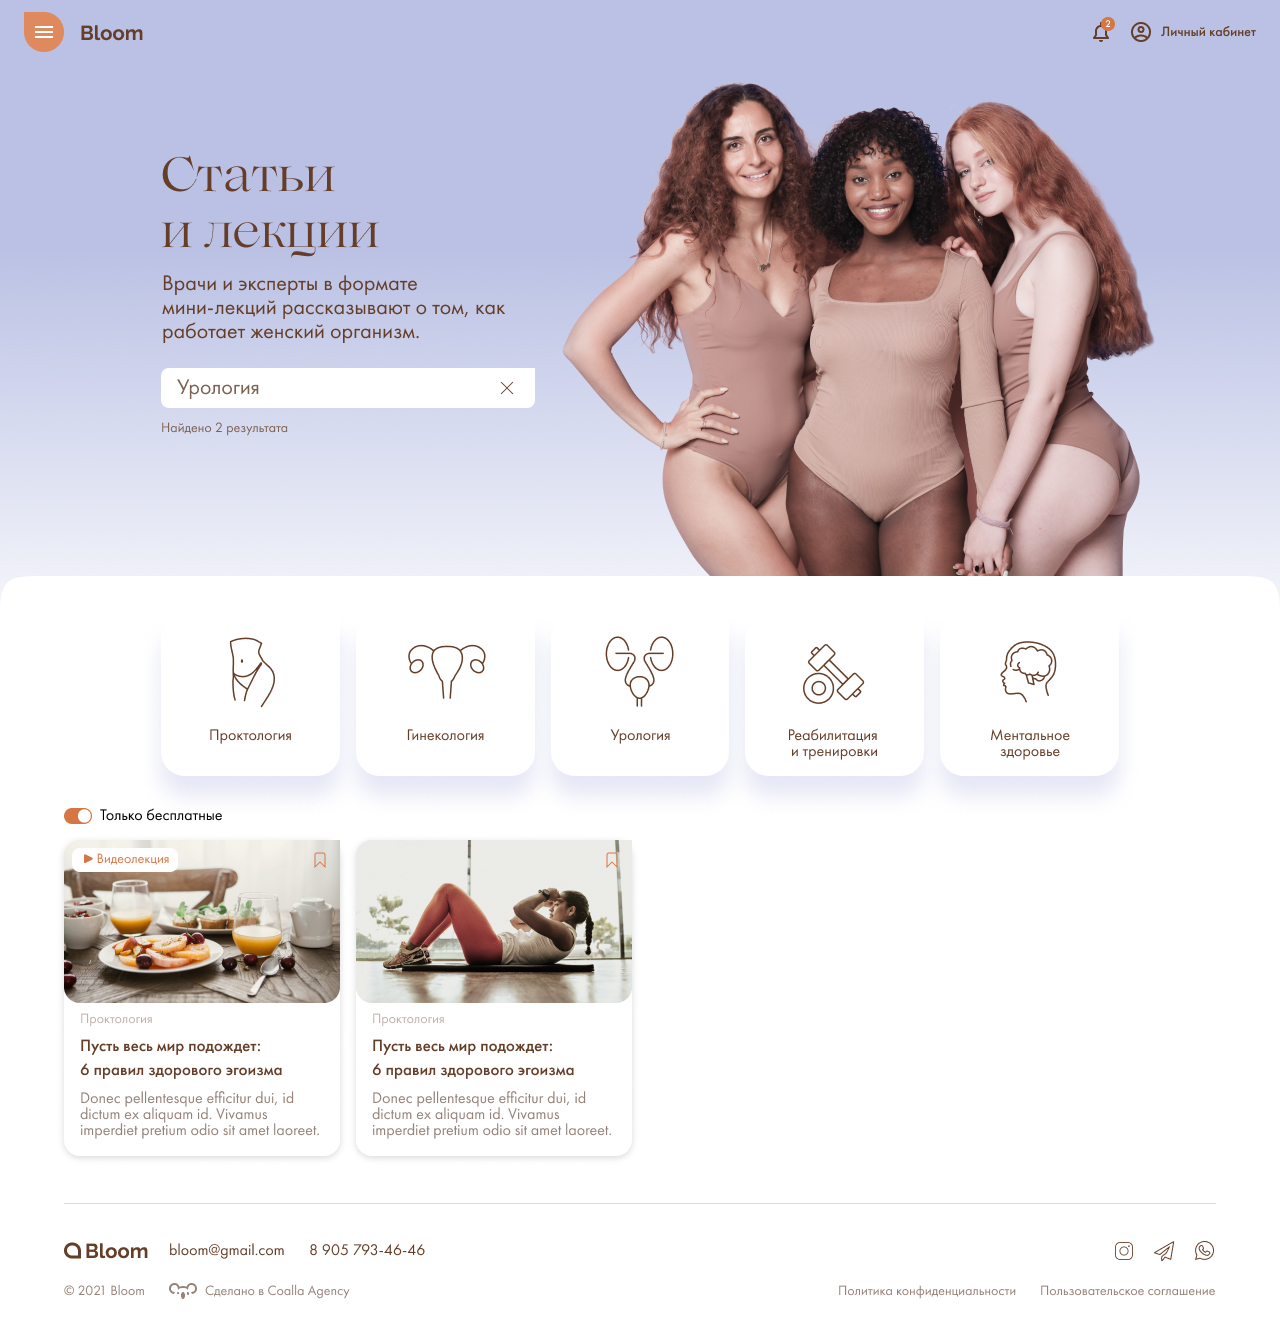 Bloom
2
Личный кабинет
Статьи
и лекции
Врачи и эксперты в формате
мини-лекций рассказывают о том, как
работает женский организм.
Урология
Найдено 2 результата
Проктология
Гинекология
Урология
Реабилитация
и тренировки
Ментальное
здоровье
Только бесплатные
Видеолекция
Проктология
Пусть весь мир подождет:
6 правил здорового эгоизма
Donec pellentesque efficitur dui, id
dictum ex aliquam id. Vivamus
imperdiet pretium odio sit amet laoreet.
Проктология
Пусть весь мир подождет:
6 правил здорового эгоизма
Donec pellentesque efficitur dui, id
dictum ex aliquam id. Vivamus
imperdiet pretium odio sit amet laoreet.
Bloom
bloom@gmail.com
8 905 793-46-46
© 2021 Bloom
Сделано в Coalla Agency
Политика конфиденциальности
Пользовательское соглашение